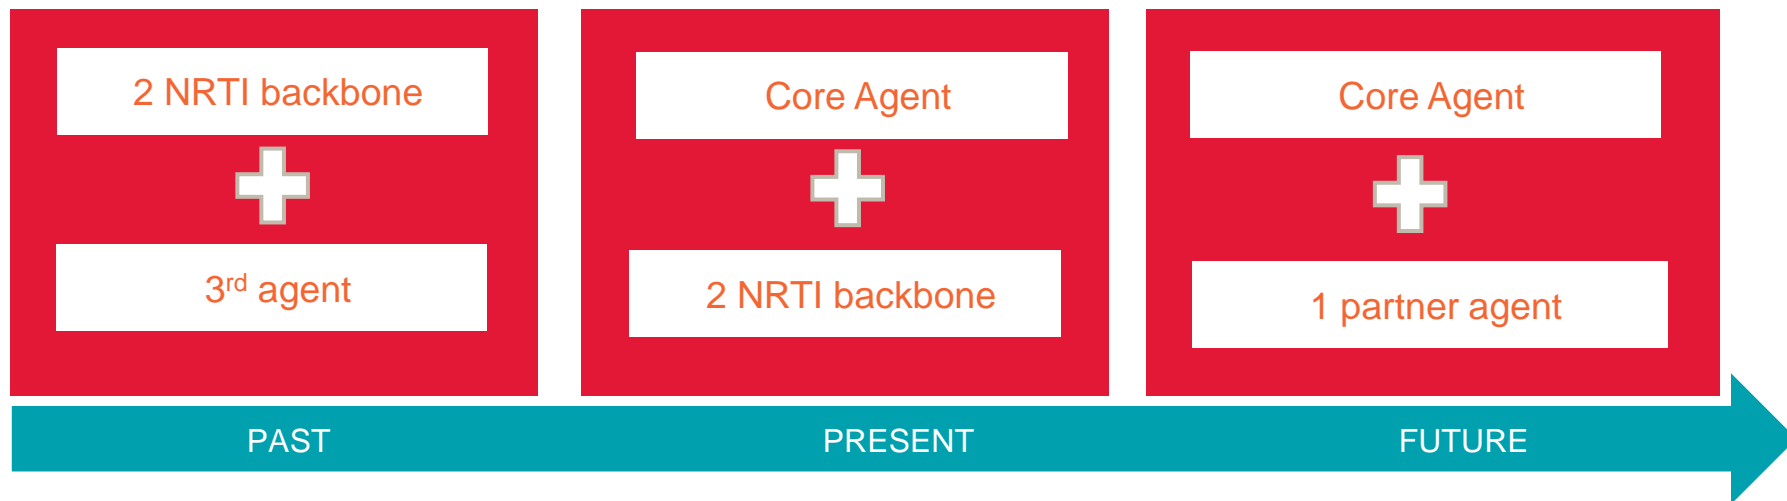 2 NRTI backbone
3rd agent
Core Agent
2 NRTI backbone
Core Agent
1 partner agent
PAST
PRESENT
FUTURE